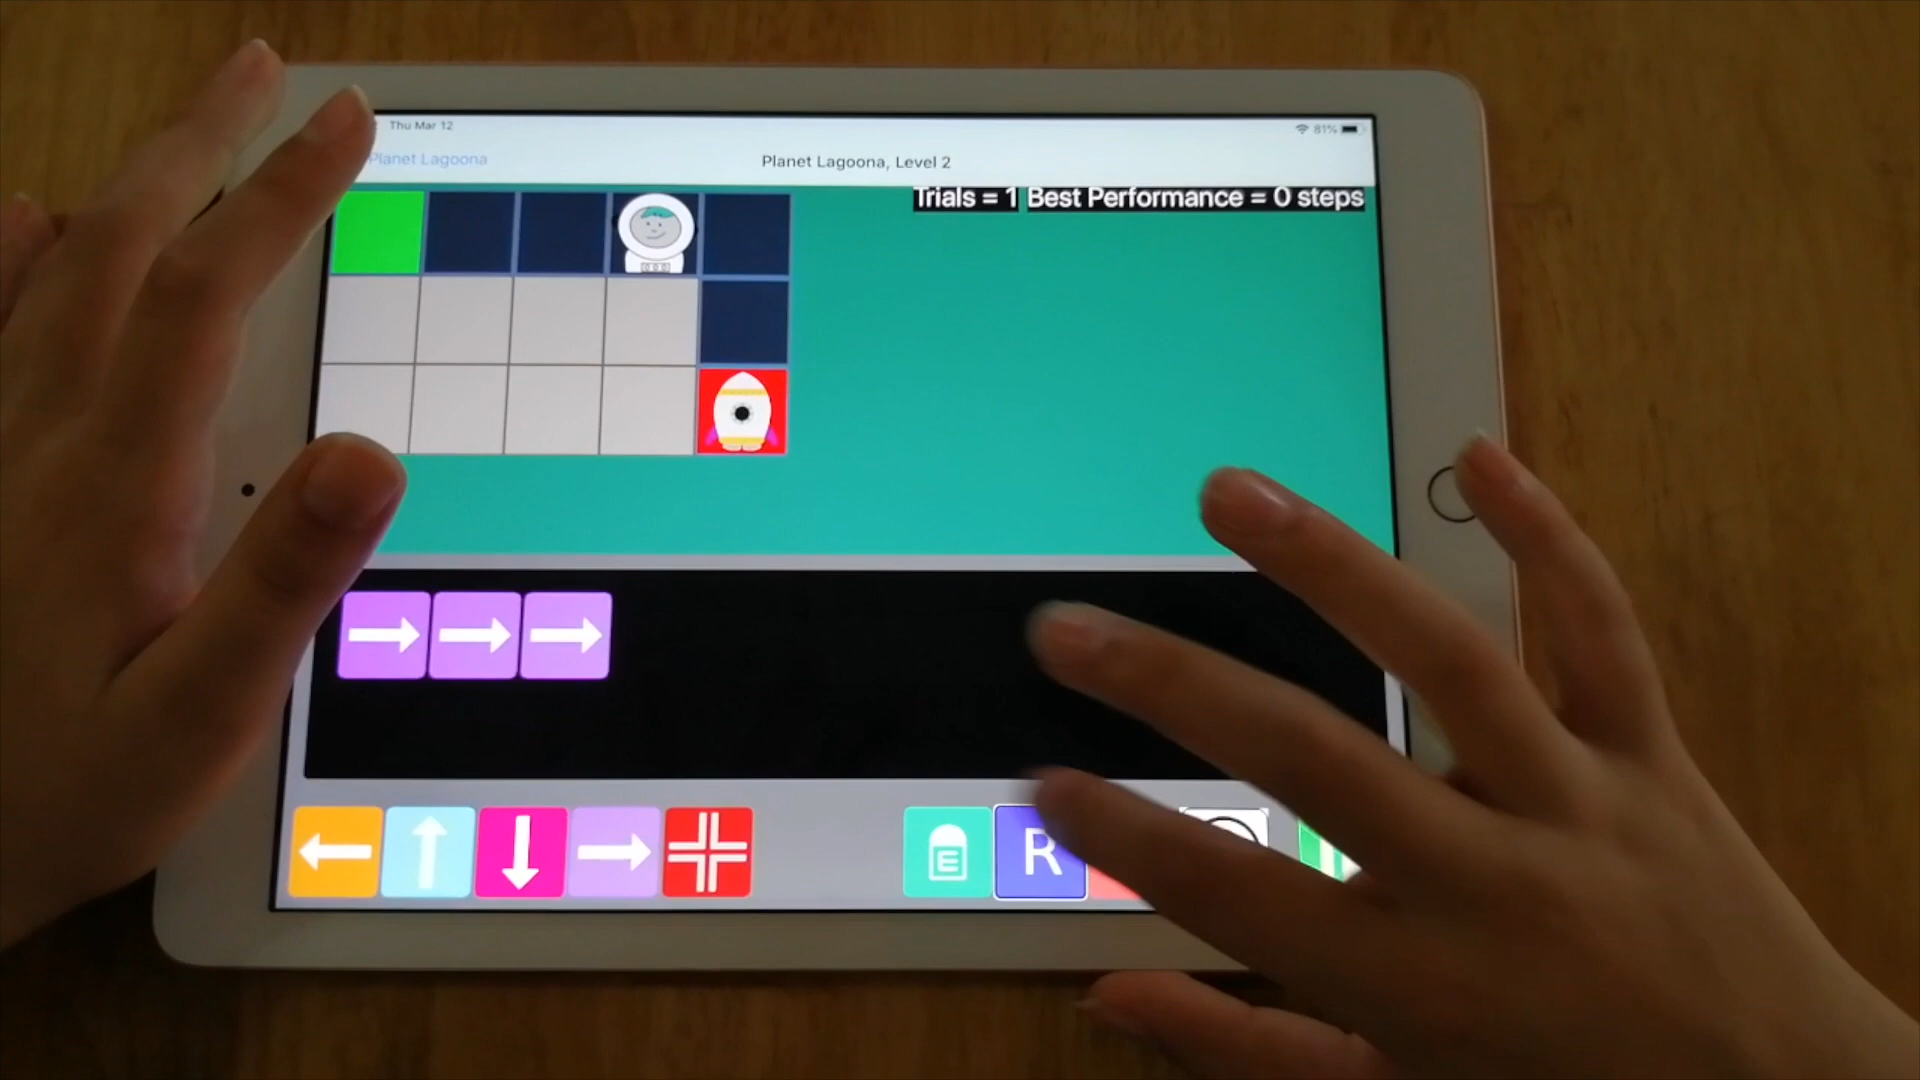 Thu Mar 12
81%
Planet Lagoona
Planet Lagoona, Level 2
Trials = 1 Best Performance = 0 steps
E
R